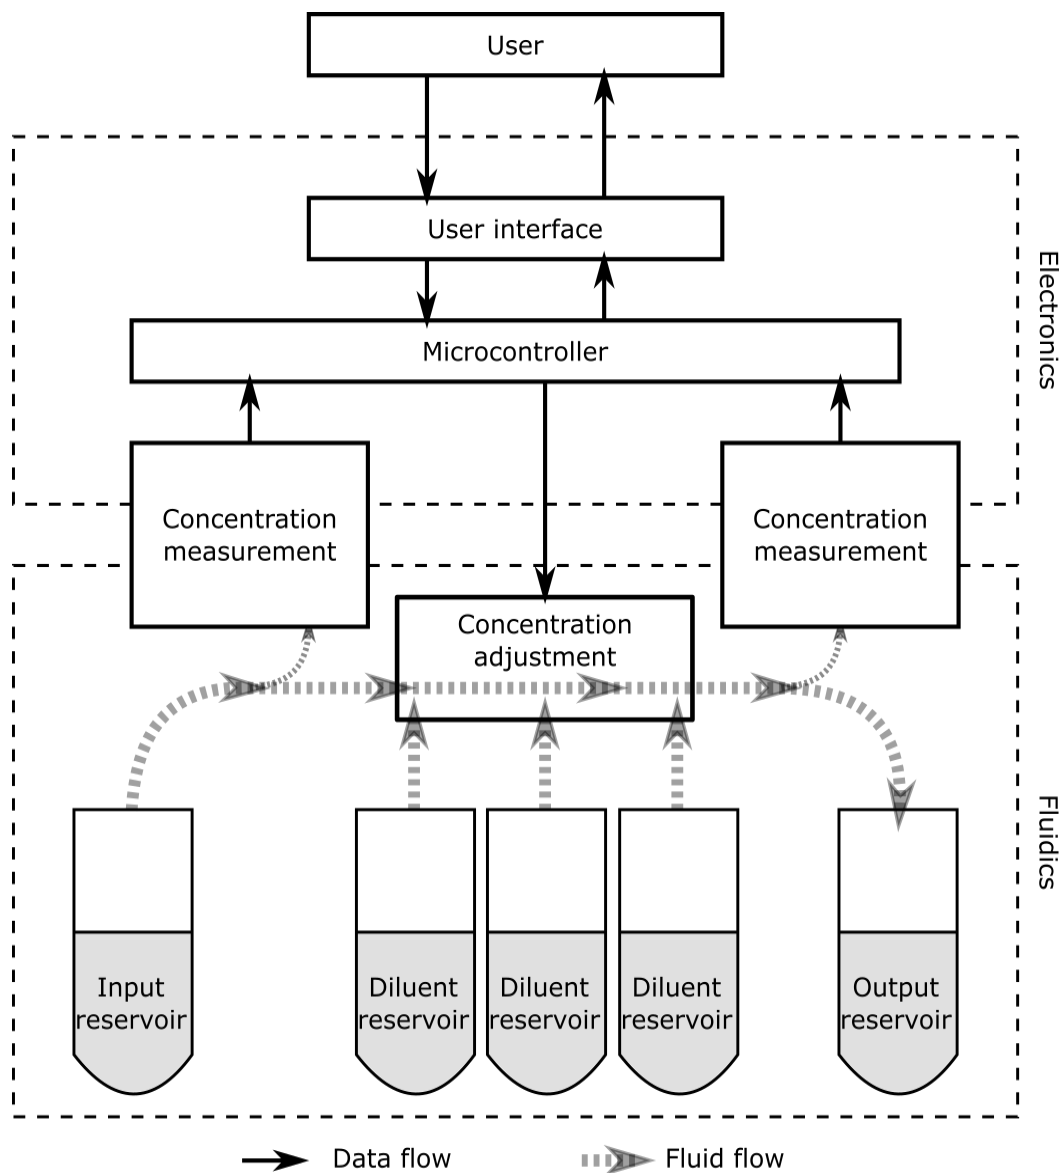 User
User interface
Electronics
Microcontroller
Concentration
measurement
Concentration
measurement
Concentration
adjustment
Fluidics
Input
reservoir
Diluent
reservoir
Diluent
reservoir
Diluent
reservoir
Output
reservoir
Data flow
Fluid flow